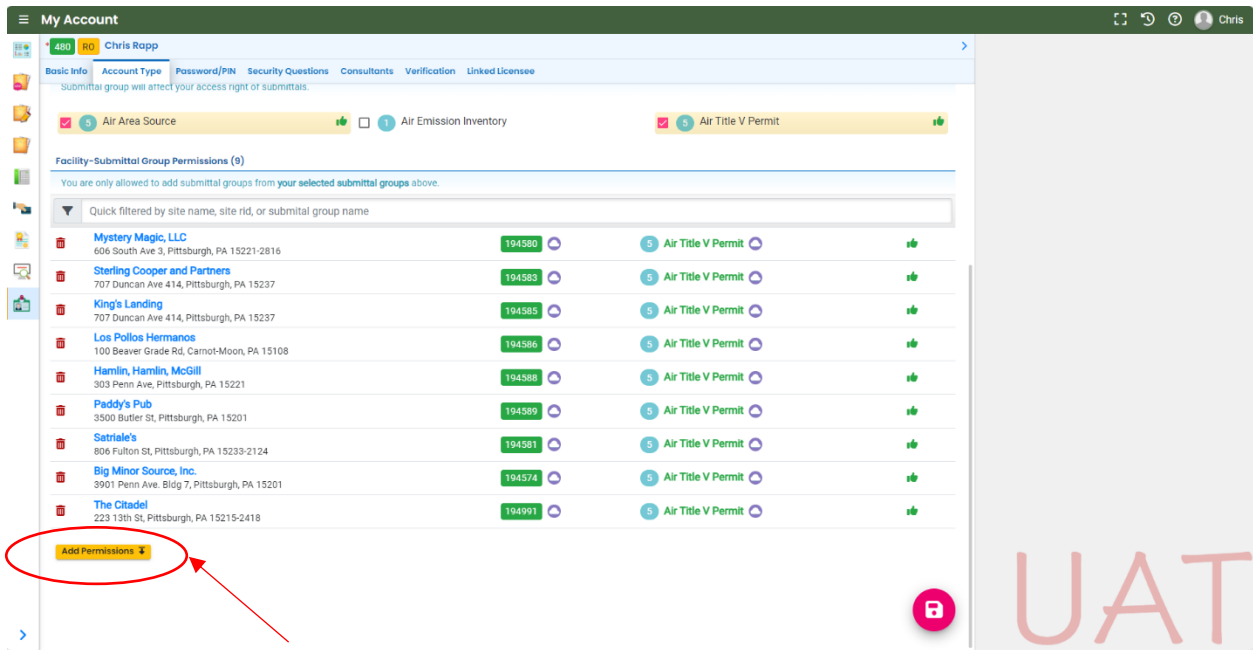 My Account
Chris
* 480 RO Chris Rapp
Basic Info Account Type Password/PIN Security Questions Consultants Verification Linked Licensee
Submittal group will affect your access right of submittals.
5 Air Area Source
1 Air Emission Inventory
5 Air Title V Permit
Facility-Submittal Group Permissions (9)
You are only allowed to add submittal groups from your selected submittal groups above.
Quick filtered by site name, site rid, or submital group name
Mystery Magic, LLC
606 South Ave 3, Pittsburgh, PA 15221-2816
194580
5 Air Title V Permit
Sterling Cooper and Partners
707 Duncan Ave 414, Pittsburgh, PA 15237
194583
5 Air Title V Permit
King's Landing
707 Duncan Ave 414, Pittsburgh, PA 15237
194585
5 Air Title V Permit
Los Pollos Hermanos
100 Beaver Grade Rd, Carnot-Moon, PA 15108
194586
5 Air Title V Permit
Hamlin, Hamlin, McGill
303 Penn Ave, Pittsburgh, PA 15221
194588
5 Air Title V Permit
Paddy's Pub
3500 Butler St, Pittsburgh, PA 15201
194589
5 Air Title V Permit
Satriale's
806 Fulton St, Pittsburgh, PA 15233-2124
194581
5 Air Title V Permit
Big Minor Source, Inc.
3901 Penn Ave. Bldg 7, Pittsburgh, PA 15201
194574
5 Air Title V Permit
The Citadel
223 13th St, Pittsburgh, PA 15215-2418
194991
5 Air Title V Permit
Add Permissions
UAT